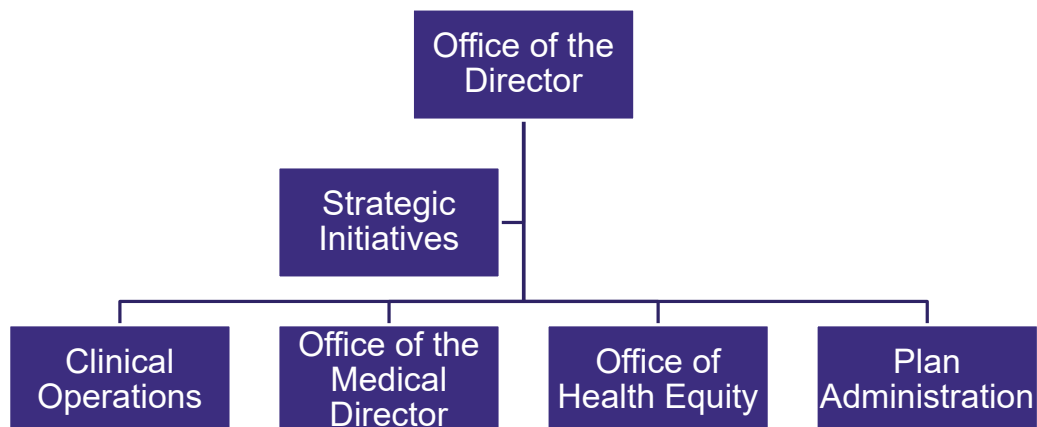 Office of the
Director
Strategic
Initiatives
Clinical
Operations
Office of the
Medical
Director
Office of
Health Equity
Plan
Administration